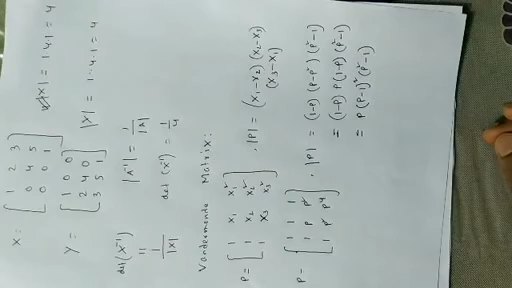 X = [ 1 2 3
0 4 5
0 0 1 ]
|X| = 1·4·1 = 4
Y = [ 1 0 0
2 4 0
3 5 1 ]
|X| = 1·4·1 = 4
det(X⁻¹) = 1/|X|
|A⁻¹| = 1/|A|
det(X⁻¹) = 1/4
Vandermonde Matrix:
P = [ 1 x₁ x₁²
1 x₂ x₂²
1 x₃ x₃² ]
, |P| = (x₁-x₂)(x₂-x₃)
(x₃-x₁)
P = [ 1 1 1
1 p p²
1 p² p⁴ ]
, |P| = (1-p)(p-p²)(p²-1)
= (1-p) p(1-p)(p²-1)
= p(p-1)²(p²-1)